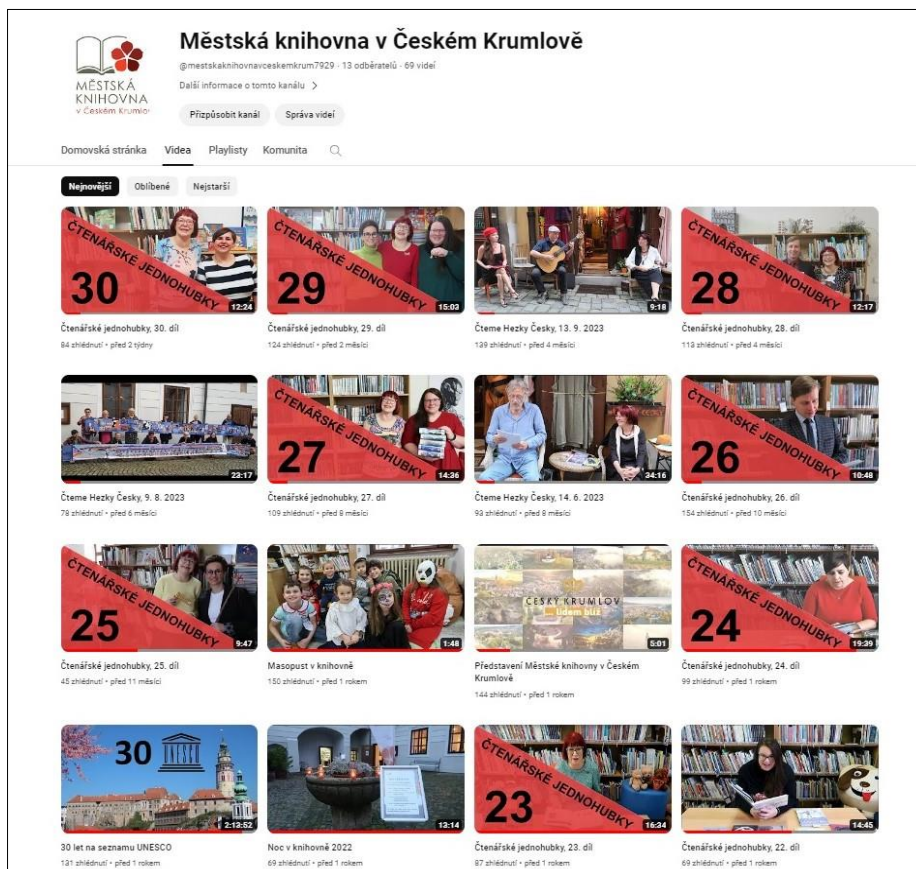 Městská knihovna v Českém Krumlově
@mestskaknihovnavceskemkrum7929 · 13 odběratelů · 69 videí
Další informace o tomto kanálu >
MĚSTSKÁ
KNIHOVNA
v Českém Krumlov
Přizpůsobit kanál Správa videí
Domovská stránka Videa Playlisty Komunita
Nejnovější Oblíbené Nejstarší
ČTENÁŘSKÉ JEDNOHUBKY 30 12:24
ČTENÁŘSKÉ JEDNOHUBKY 29 15:03
9:18
ČTENÁŘSKÉ JEDNOHUBKY 28 12:17
Čtenářské jednohubky, 30. díl
84 zhlédnutí • před 2 týdny
Čtenářské jednohubky, 29. díl
124 zhlédnutí • před 2 měsíci
Čteme Hezky Česky, 13. 9. 2023
139 zhlédnutí • před 4 měsíci
Čtenářské jednohubky, 28. díl
113 zhlédnutí • před 4 měsíci
23:17
ČTENÁŘSKÉ JEDNOHUBKY 27 14:36
34:16
ČTENÁŘSKÉ JEDNOHUBKY 26 10:48
Čteme Hezky Česky, 9. 8. 2023
78 zhlédnutí • před 6 měsíci
Čtenářské jednohubky, 27. díl
109 zhlédnutí • před 8 měsíci
Čteme Hezky Česky, 14. 6. 2023
93 zhlédnutí • před 8 měsíci
Čtenářské jednohubky, 26. díl
154 zhlédnutí • před 10 měsíci
ČTENÁŘSKÉ JEDNOHUBKY 25 9:47
1:48
ČESKÝ KRUMLOV
... lidem blíž
5:01
ČTENÁŘSKÉ JEDNOHUBKY 24 19:39
Čtenářské jednohubky, 25. díl
45 zhlédnutí • před 11 měsíci
Masopust v knihovně
150 zhlédnutí • před 1 rokem
Představení Městské knihovny v Českém
Krumlově
144 zhlédnutí • před 1 rokem
Čtenářské jednohubky, 24. díl
99 zhlédnutí • před 1 rokem
30 UNESCO 2:13:52
13:14
ČTENÁŘSKÉ JEDNOHUBKY 23 16:34
14:45
30 let na seznamu UNESCO
131 zhlédnutí • před 1 rokem
Noc v knihovně 2022
69 zhlédnutí • před 1 rokem
Čtenářské jednohubky, 23. díl
87 zhlédnutí • před 1 rokem
Čtenářské jednohubky, 22. díl
69 zhlédnutí • před 1 rokem